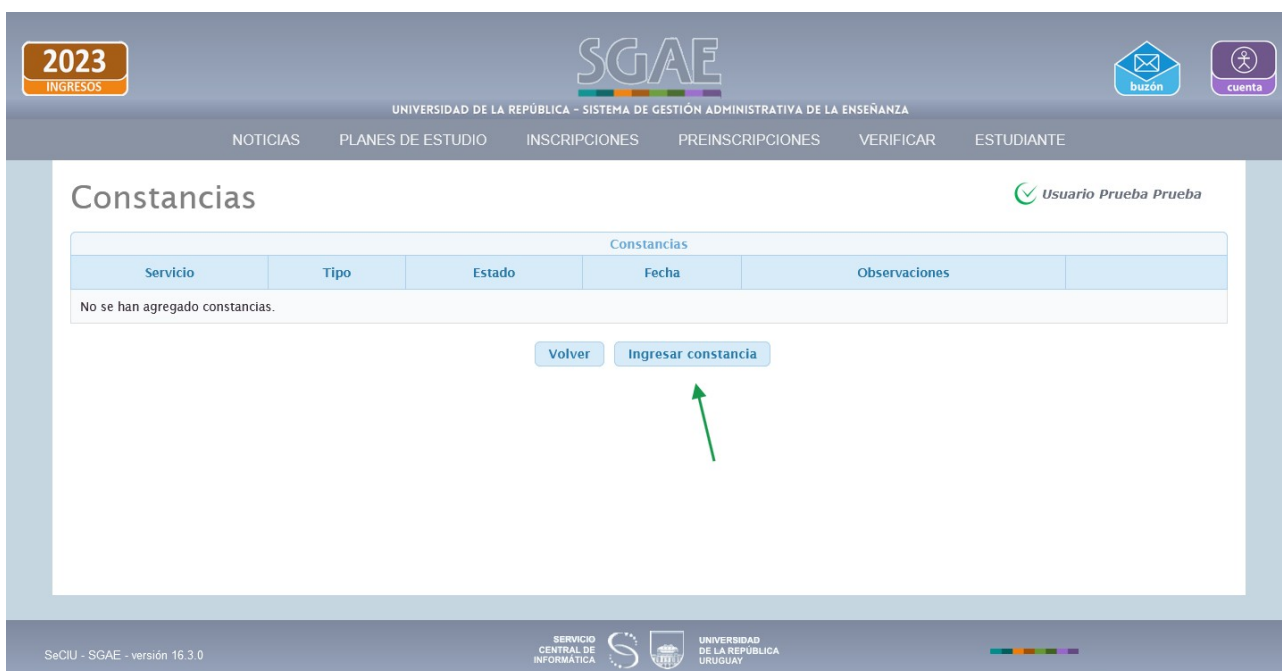 2023
INGRESOS
SGAE
UNIVERSIDAD DE LA REPÚBLICA - SISTEMA DE GESTIÓN ADMINISTRATIVA DE LA ENSEÑANZA
buzón
cuenta
NOTICIAS PLANES DE ESTUDIO INSCRIPCIONES PREINSCRIPCIONES VERIFICAR ESTUDIANTE
Constancias
Usuario Prueba Prueba
Constancias
Servicio Tipo Estado Fecha Observaciones
No se han agregado constancias.
Volver Ingresar constancia
SeCIU - SGAE - versión 16.3.0
SERVICIO
CENTRAL DE
INFORMÁTICA
UNIVERSIDAD
DE LA REPÚBLICA
URUGUAY